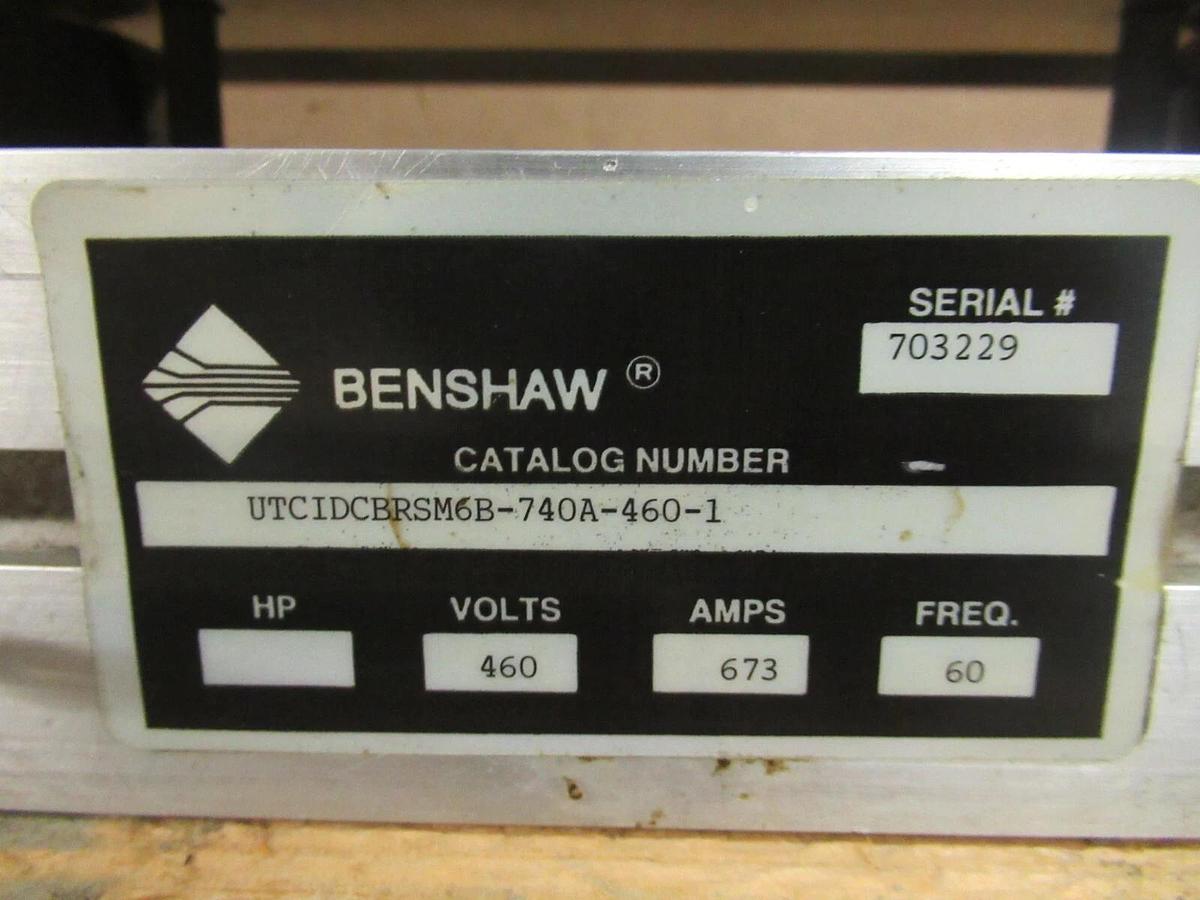 SERIAL #
703229
BENSHAW ®
CATALOG NUMBER
UTCIDCBRSM6B-740A-460-1
HP VOLTS AMPS FREQ.
460 673 60